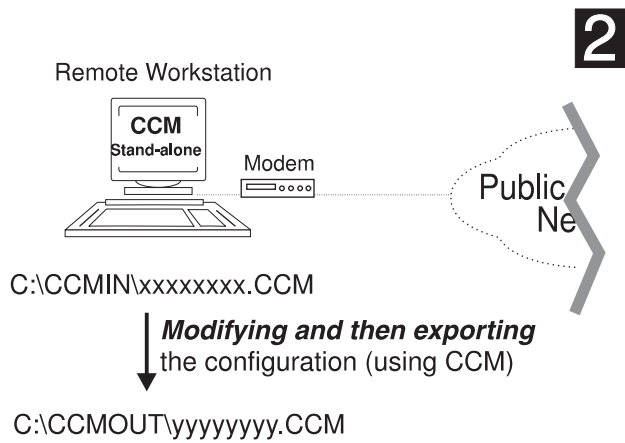 2
Remote Workstation
CCM
Stand-alone
Modem
Public
Ne
C:\CCMIN\xxxxxxxx.CCM
Modifying and then exporting
the configuration (using CCM)
C:\CCMOUT\yyyyyyyy.CCM